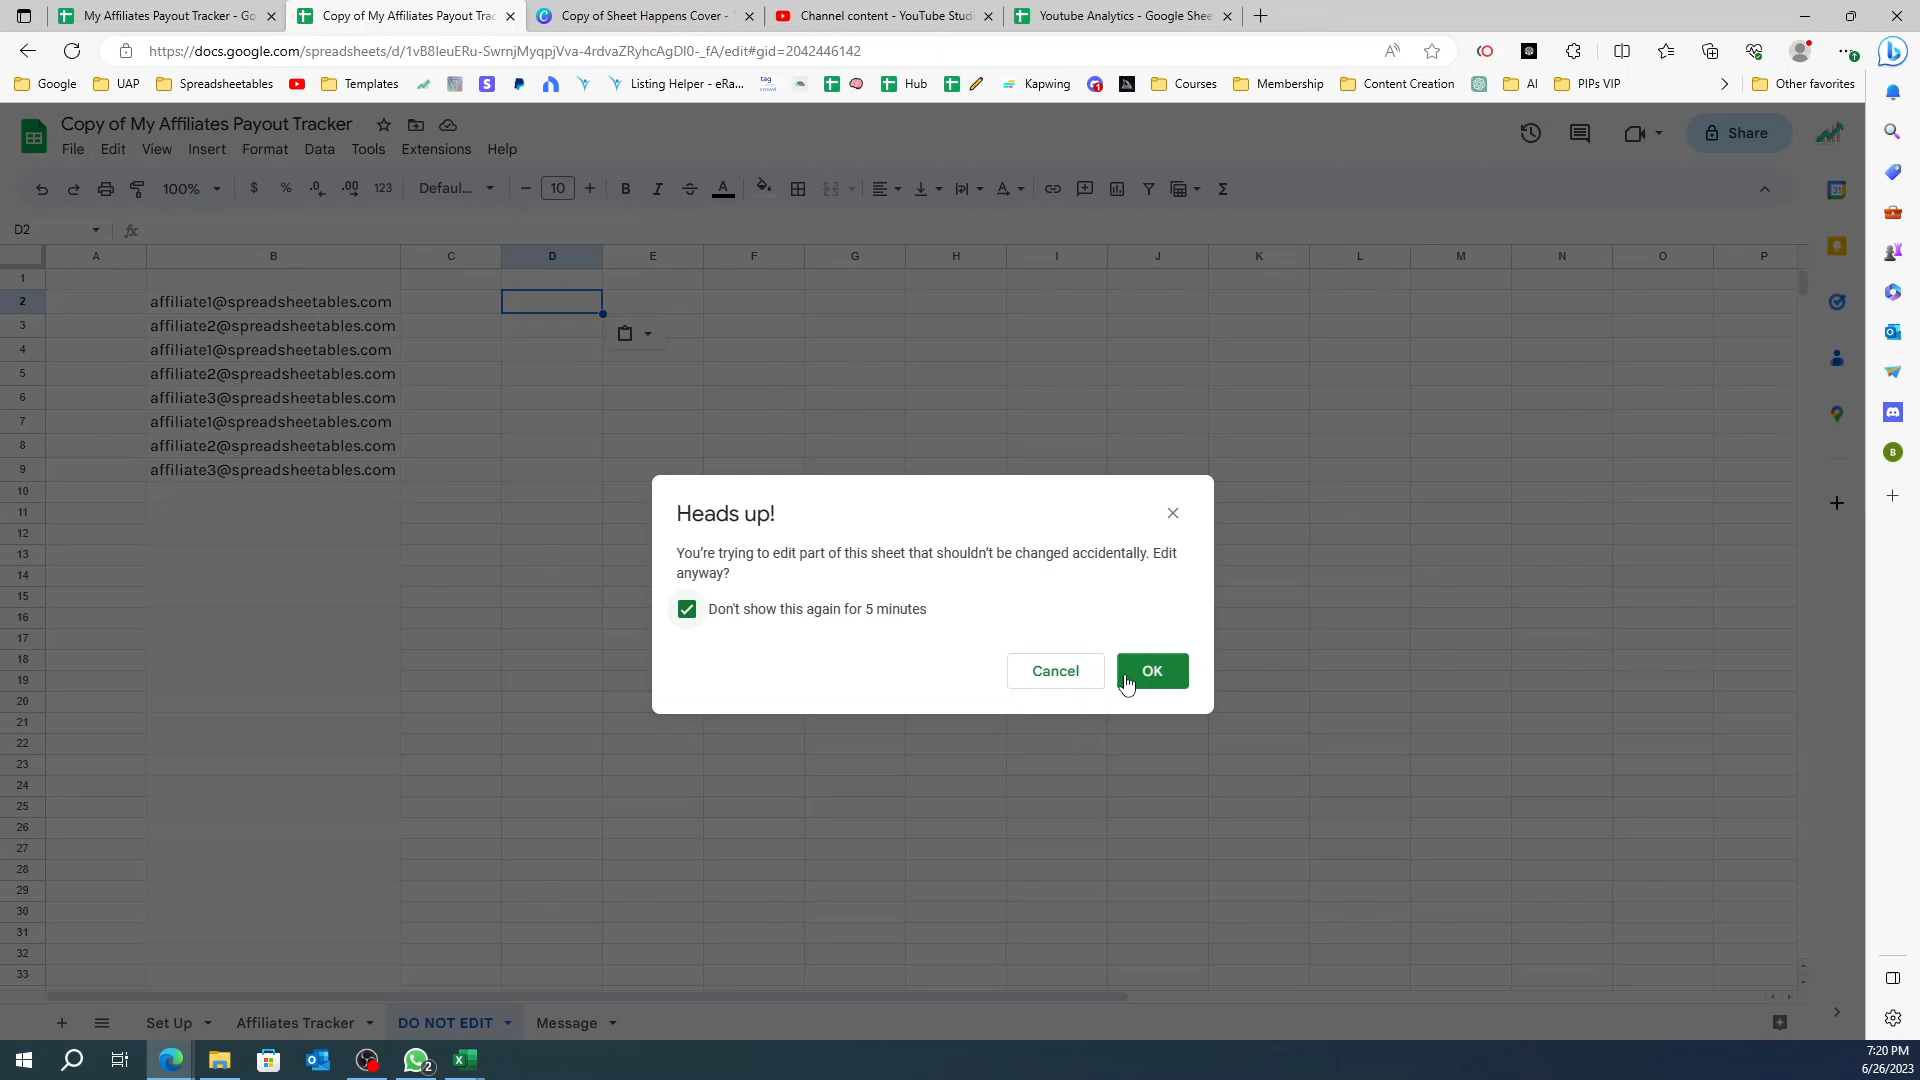 My Affiliates Payout Tracker - Go
Copy of My Affiliates Payout Trac
Copy of Sheet Happens Cover -
Channel content - YouTube Studi
Youtube Analytics - Google Shee
https://docs.google.com/spreadsheets/d/1vB8IeuERu-SwrnjMyqpjVva-4rdvaZRyhcAgDI0-_fA/edit#gid=2042446142
Google
UAP
Spreadsheetables
Templates
Listing Helper - eRa...
Hub
Kapwing
Courses
Membership
Content Creation
AI
PIPs VIP
Other favorites
Copy of My Affiliates Payout Tracker
File Edit View Insert Format Data Tools Extensions Help
Share
100% $ % .0 .00 123 Defaul... 10 B I A
D2 fx
A B C D E F G H I J K L M N O P
1
2 affiliate1@spreadsheetables.com
3 affiliate2@spreadsheetables.com
4 affiliate1@spreadsheetables.com
5 affiliate2@spreadsheetables.com
6 affiliate3@spreadsheetables.com
7 affiliate1@spreadsheetables.com
8 affiliate2@spreadsheetables.com
9 affiliate3@spreadsheetables.com
10
11
12
13
14
15
16
17
18
19
20
21
22
23
24
25
26
27
28
29
30
31
32
33
Heads up!
You're trying to edit part of this sheet that shouldn't be changed accidentally. Edit
anyway?
Don't show this again for 5 minutes
Cancel OK
Set Up Affiliates Tracker DO NOT EDIT Message
7:20 PM
6/26/2023